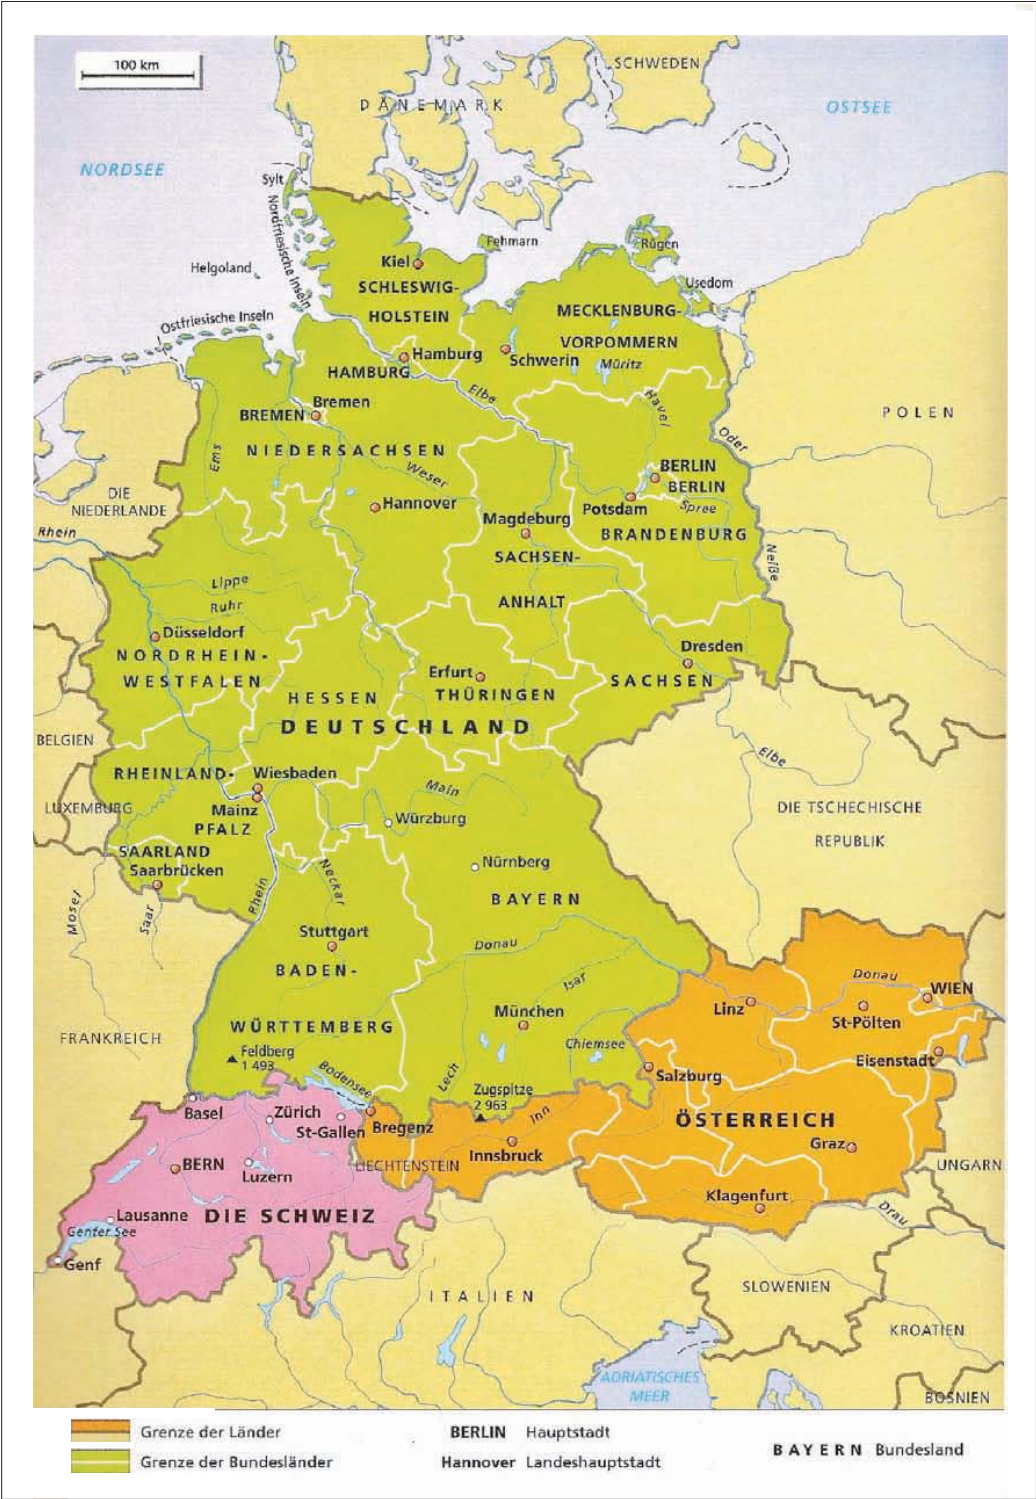 100 km
SCHWEDEN
DÄNEMARK
OSTSEE
NORDSEE
Sylt
Nordfriesische Inseln
Fehmarn
Rügen
Kiel
Helgoland
Usedom
SCHLESWIG-
HOLSTEIN
MECKLENBURG-
VORPOMMERN
Ostfriesische Inseln
Hamburg
HAMBURG
Schwerin
Müritz
Elbe
Havel
Bremen
BREMEN
POLEN
Oder
NIEDERSACHSEN
Ems
Weser
BERLIN
BERLIN
DIE
NIEDERLANDE
Hannover
Potsdam
Spree
Magdeburg
BRANDENBURG
Rhein
SACHSEN-
ANHALT
Neiße
Lippe
Ruhr
Düsseldorf
NORDRHEIN-
WESTFALEN
Dresden
Erfurt
SACHSEN
HESSEN
THÜRINGEN
DEUTSCHLAND
BELGIEN
Elbe
RHEINLAND-
PFALZ
Wiesbaden
Main
LUXEMBURG
Mainz
Würzburg
DIE TSCHECHISCHE
REPUBLIK
SAARLAND
Saarbrücken
Nürnberg
Neckar
Rhein
Mosel
Saar
BAYERN
Stuttgart
Donau
BADEN-
WÜRTTEMBERG
Isar
Donau
WIEN
Linz
St-Pölten
München
FRANKREICH
Feldberg
1 493
Chiemsee
Eisenstadt
Bodensee
Lech
Zugspitze
2 963
Salzburg
Basel
Zürich
St-Gallen
Bregenz
Inn
ÖSTERREICH
Graz
LIECHTENSTEIN
Innsbruck
UNGARN
BERN
Luzern
Klagenfurt
Lausanne
DIE SCHWEIZ
Drau
Genfer See
Genf
SLOWENIEN
ITALIEN
KROATIEN
ADRIATISCHES
MEER
BOSNIEN
Grenze der Länder
BERLIN Hauptstadt
BAYERN Bundesland
Grenze der Bundesländer
Hannover Landeshauptstadt